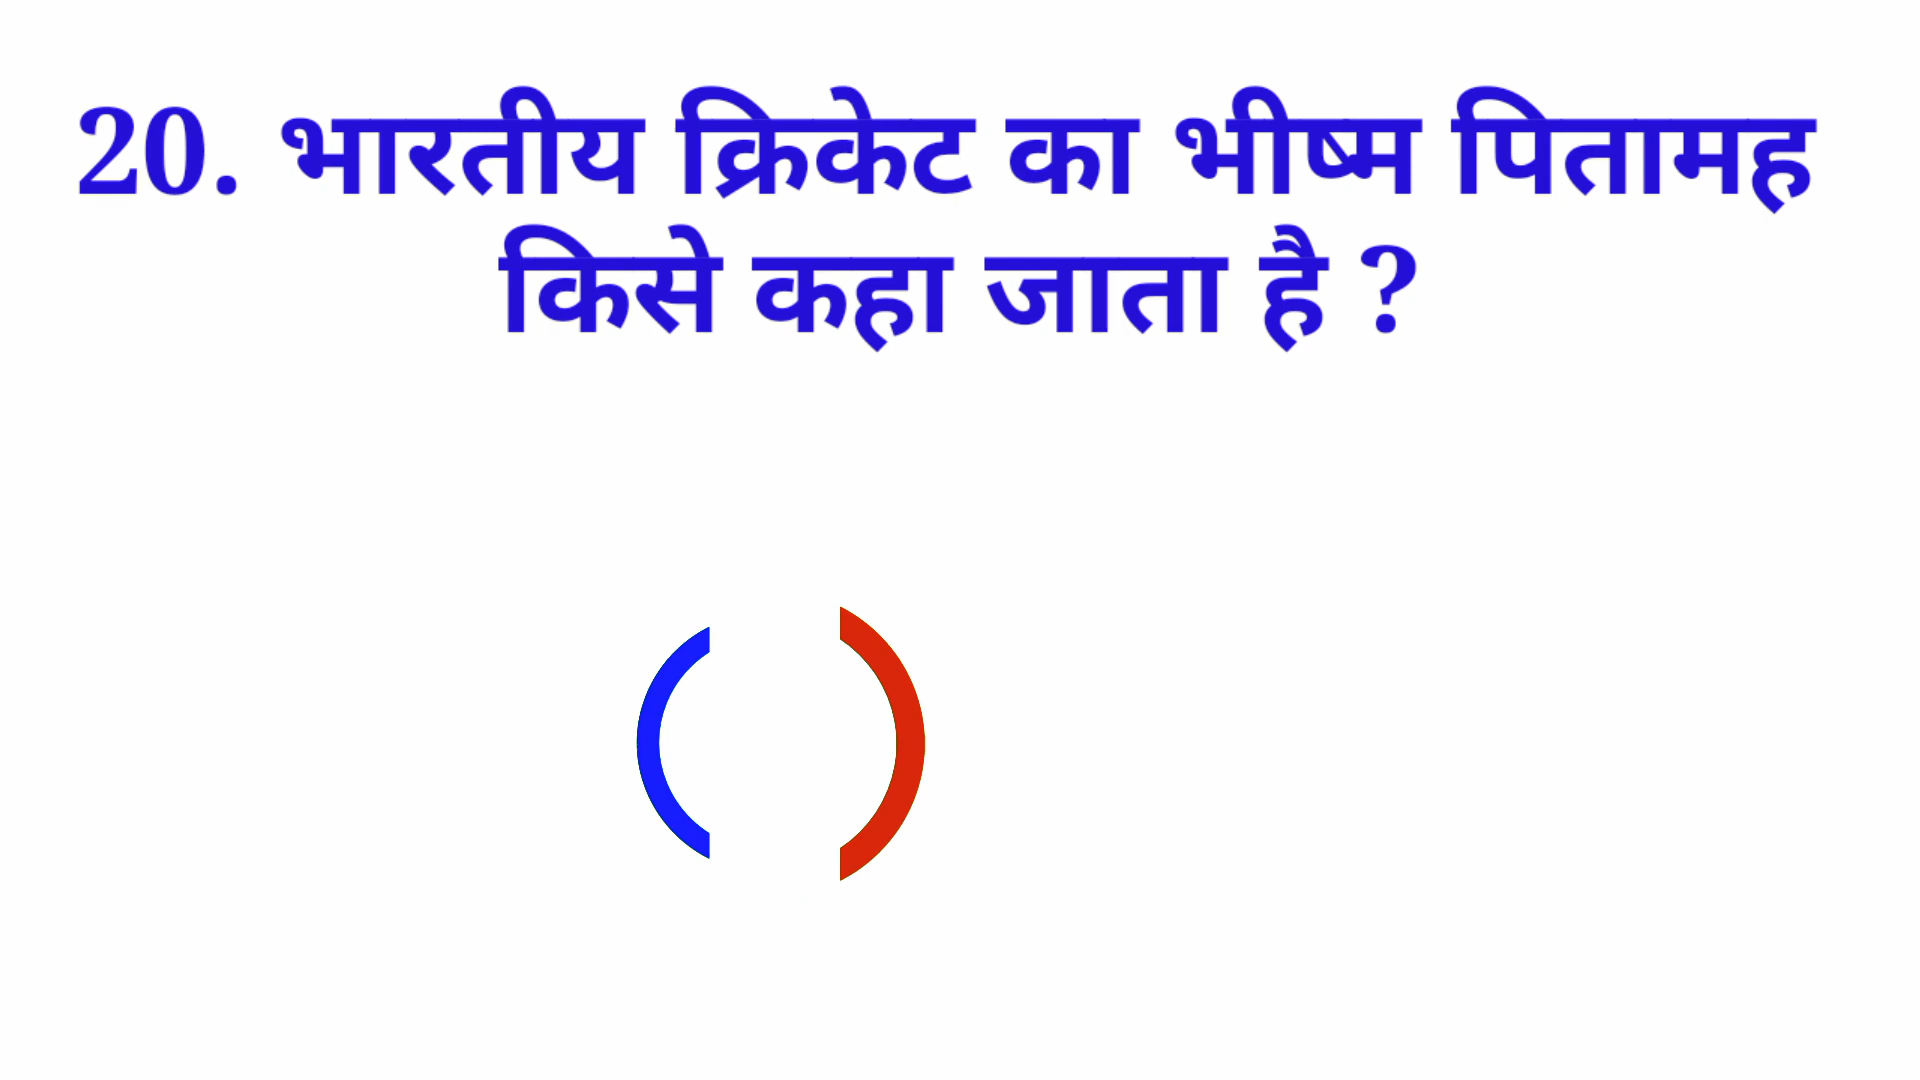 20. भारतीय क्रिकेट का भीष्म पितामह
किसे कहा जाता है ?